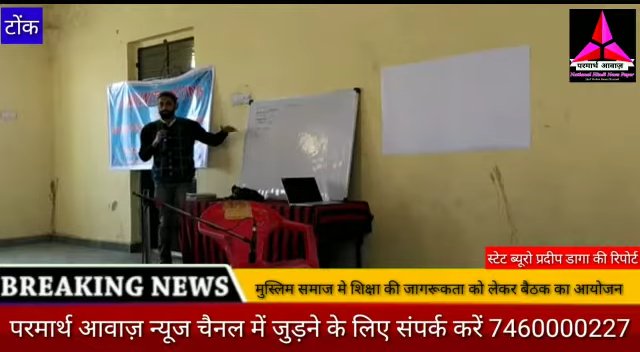 टोंक
परमार्थ आवाज़
National Hindi News Paper
स्टेट ब्यूरो प्रदीप डागा की रिपोर्ट
BREAKING NEWS
मुस्लिम समाज मे शिक्षा की जागरूकता को लेकर बैठक का आयोजन
परमार्थ आवाज़ न्यूज चैनल में जुड़ने के लिए संपर्क करें 7460000227